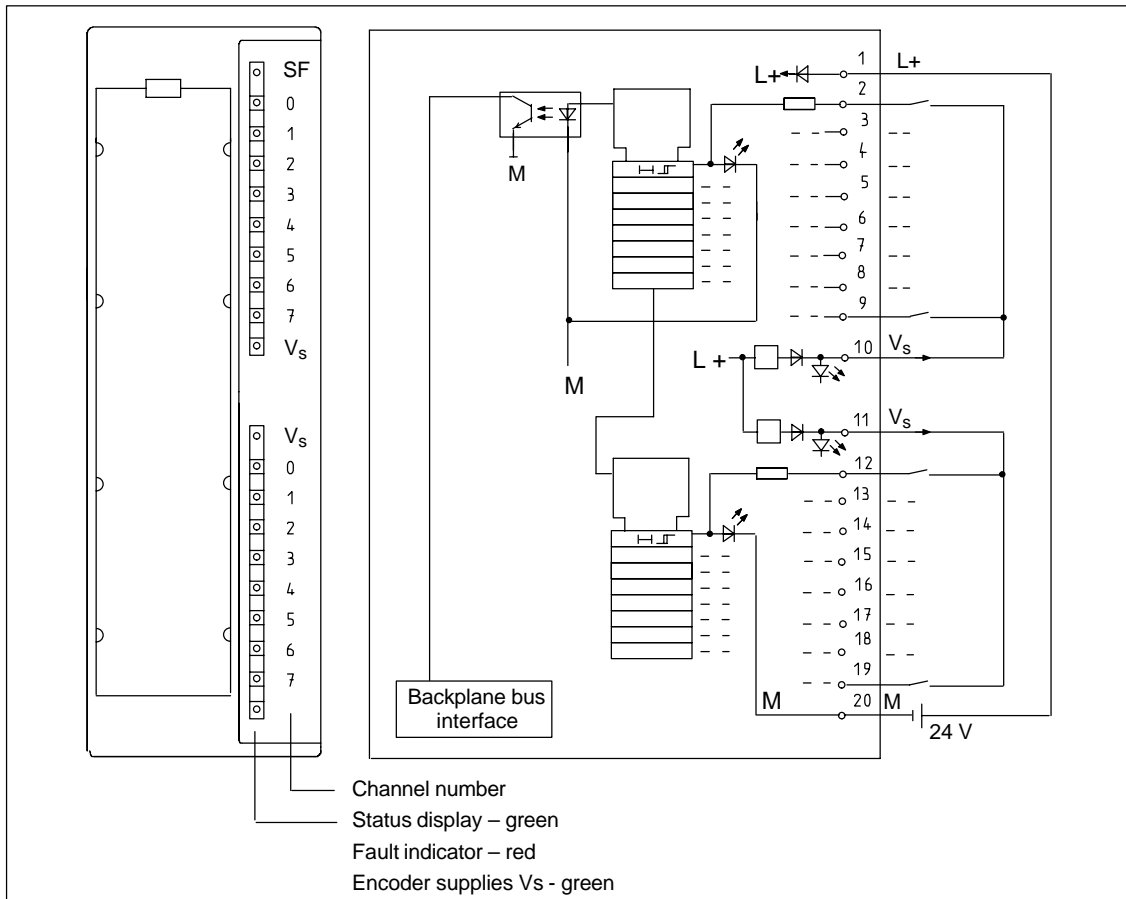 SF
0
1
2
3
4
5
6
7
Vs
Vs
0
1
2
3
4
5
6
7
Channel number
Status display – green
Fault indicator – red
Encoder supplies Vs - green
M
M
L +
Backplane bus
interface
L+
1
L+
2
3
4
5
6
7
8
9
10
Vs
11
Vs
12
13
14
15
16
17
18
19
M
20
M
24 V